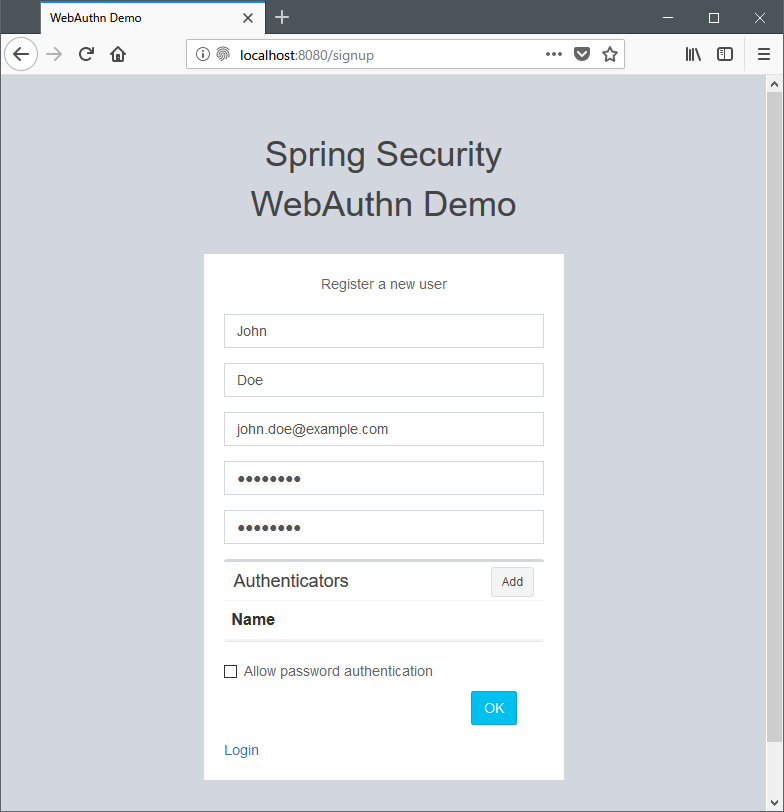 WebAuthn Demo
localhost:8080/signup
Spring Security
WebAuthn Demo
Register a new user
John
Doe
john.doe@example.com
●●●●●●●●
●●●●●●●●
Authenticators
Add
Name
Allow password authentication
OK
Login